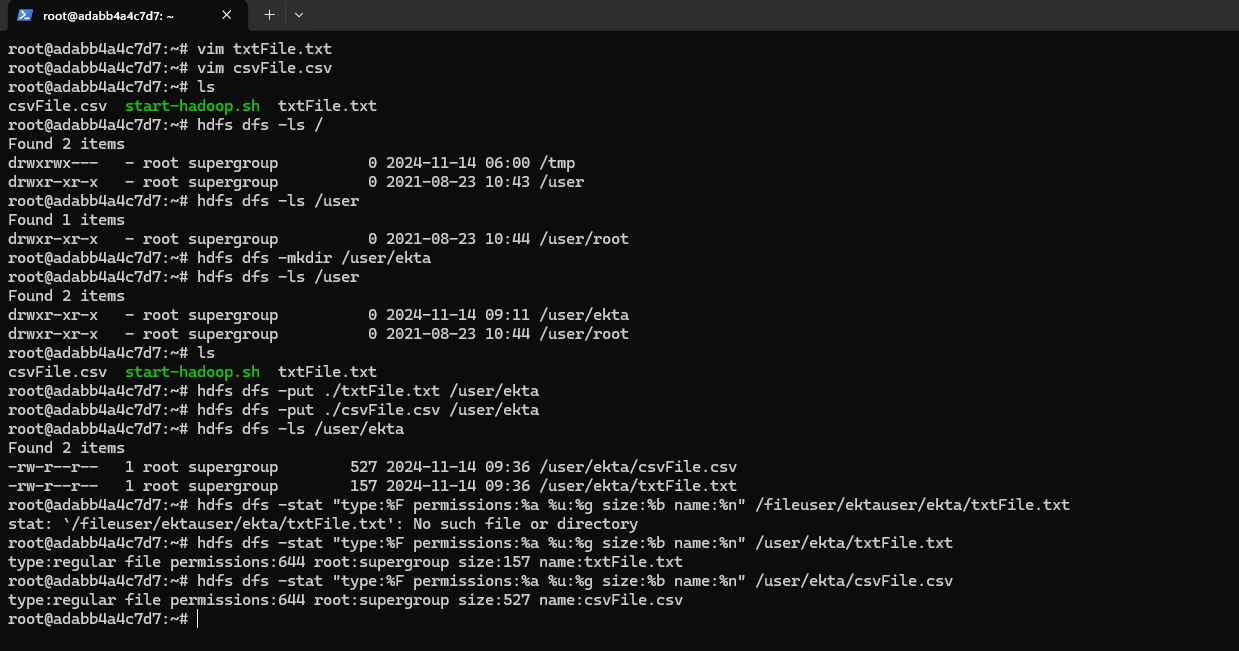 root@adabb4a4c7d7: ~
root@adabb4a4c7d7:~# vim txtFile.txt
root@adabb4a4c7d7:~# vim csvFile.csv
root@adabb4a4c7d7:~# ls
csvFile.csv  start-hadoop.sh  txtFile.txt
root@adabb4a4c7d7:~# hdfs dfs -ls /
Found 2 items
drwxrwx---   - root supergroup          0 2024-11-14 06:00 /tmp
drwxr-xr-x   - root supergroup          0 2021-08-23 10:43 /user
root@adabb4a4c7d7:~# hdfs dfs -ls /user
Found 1 items
drwxr-xr-x   - root supergroup          0 2021-08-23 10:44 /user/root
root@adabb4a4c7d7:~# hdfs dfs -mkdir /user/ekta
root@adabb4a4c7d7:~# hdfs dfs -ls /user
Found 2 items
drwxr-xr-x   - root supergroup          0 2024-11-14 09:11 /user/ekta
drwxr-xr-x   - root supergroup          0 2021-08-23 10:44 /user/root
root@adabb4a4c7d7:~# ls
csvFile.csv  start-hadoop.sh  txtFile.txt
root@adabb4a4c7d7:~# hdfs dfs -put ./txtFile.txt /user/ekta
root@adabb4a4c7d7:~# hdfs dfs -put ./csvFile.csv /user/ekta
root@adabb4a4c7d7:~# hdfs dfs -ls /user/ekta
Found 2 items
-rw-r--r--   1 root supergroup        527 2024-11-14 09:36 /user/ekta/csvFile.csv
-rw-r--r--   1 root supergroup        157 2024-11-14 09:36 /user/ekta/txtFile.txt
root@adabb4a4c7d7:~# hdfs dfs -stat "type:%F permissions:%a %u:%g size:%b name:%n" /fileuser/ektauser/ekta/txtFile.txt
stat: `/fileuser/ektauser/ekta/txtFile.txt': No such file or directory
root@adabb4a4c7d7:~# hdfs dfs -stat "type:%F permissions:%a %u:%g size:%b name:%n" /user/ekta/txtFile.txt
type:regular file permissions:644 root:supergroup size:157 name:txtFile.txt
root@adabb4a4c7d7:~# hdfs dfs -stat "type:%F permissions:%a %u:%g size:%b name:%n" /user/ekta/csvFile.csv
type:regular file permissions:644 root:supergroup size:527 name:csvFile.csv
root@adabb4a4c7d7:~#